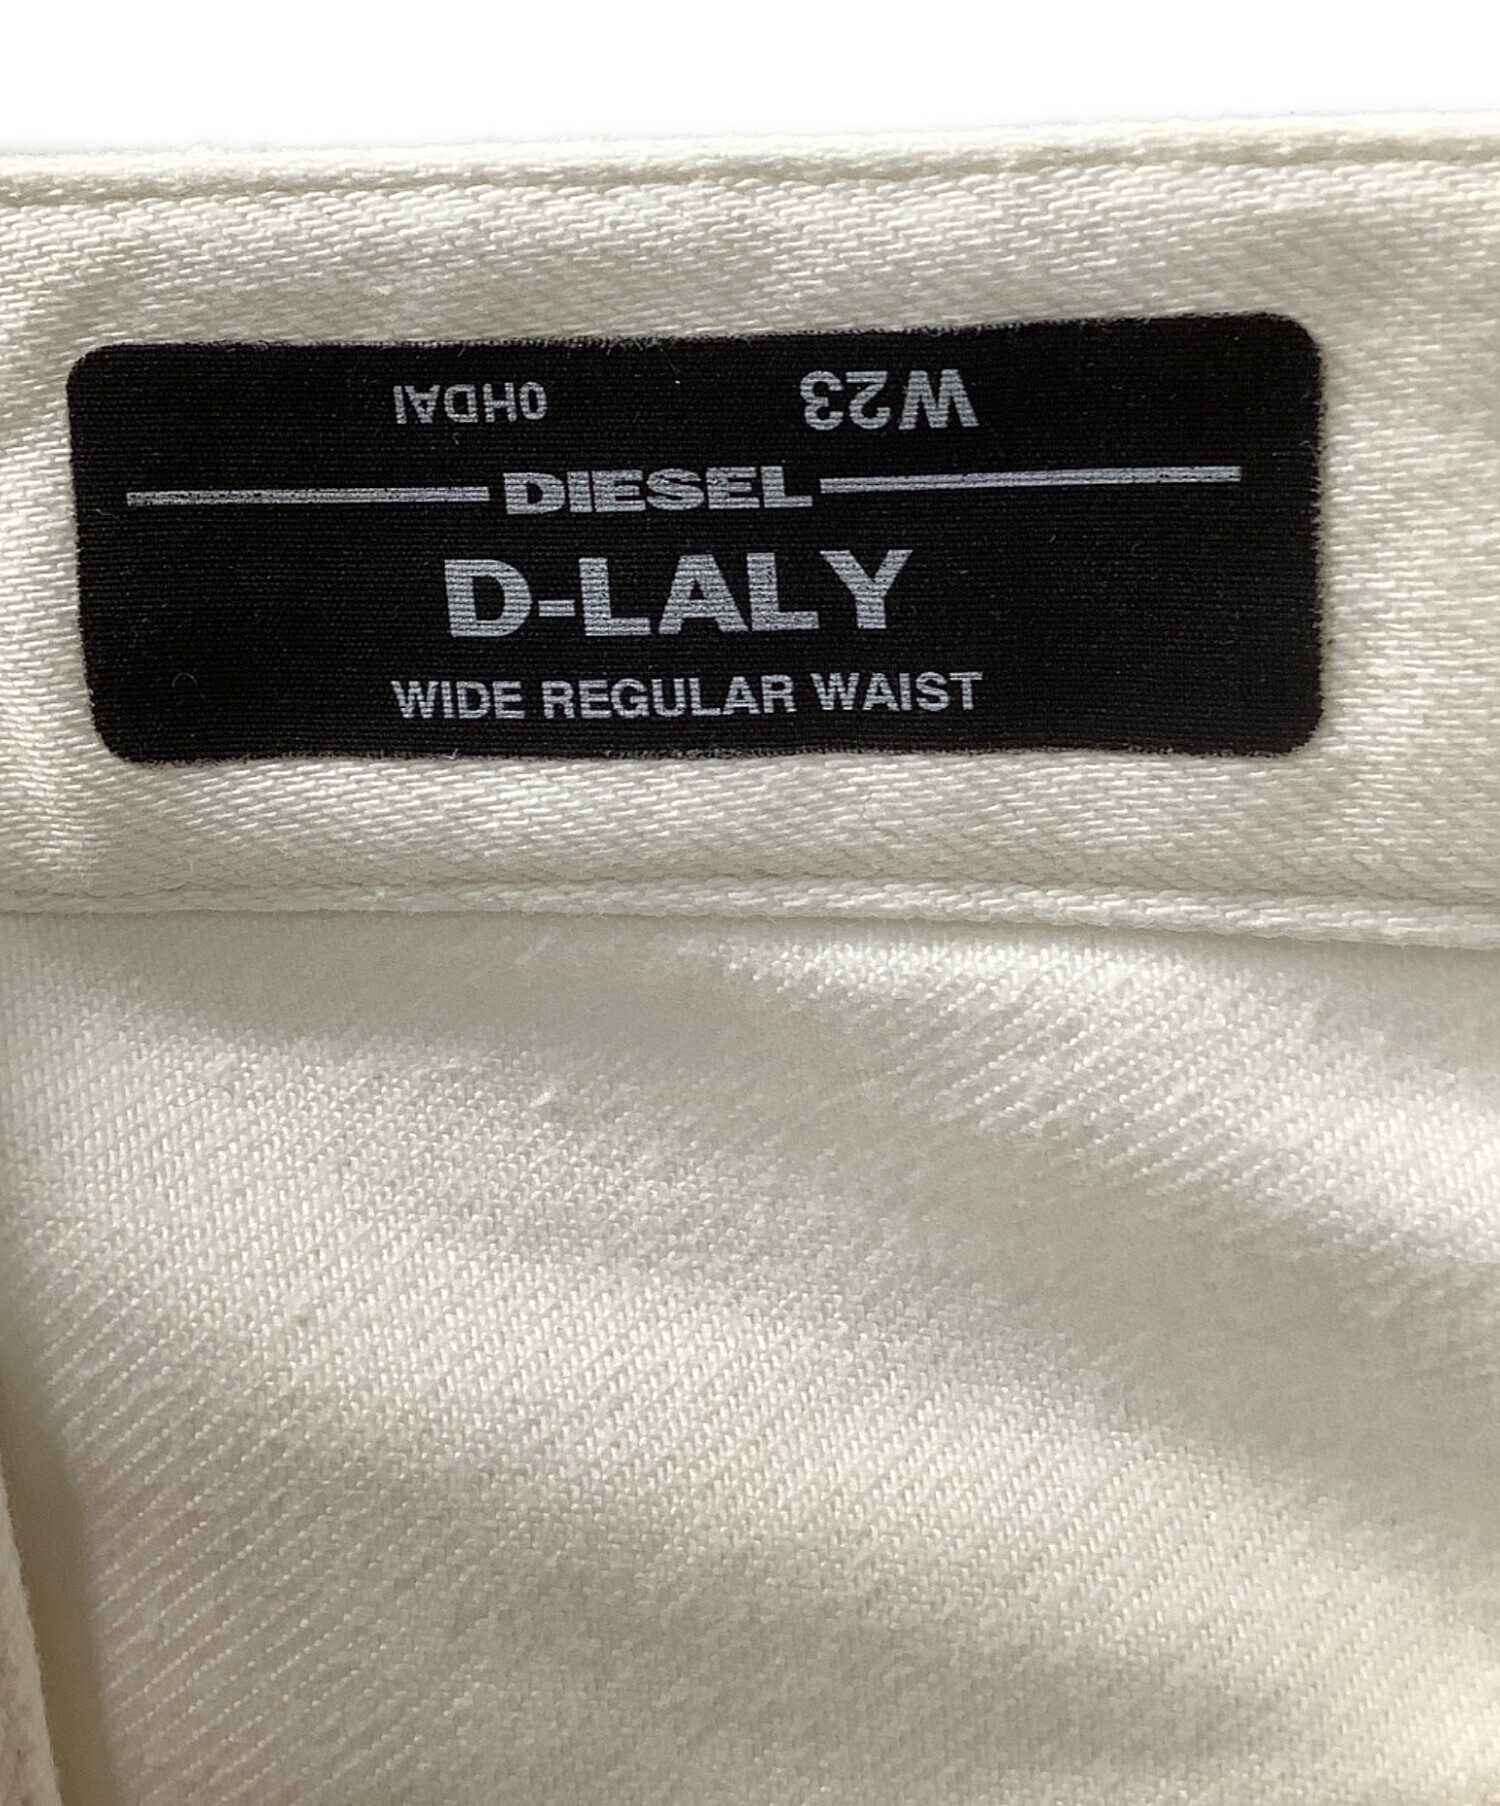 W23 0HDAI
DIESEL
D-LALY
WIDE REGULAR WAIST